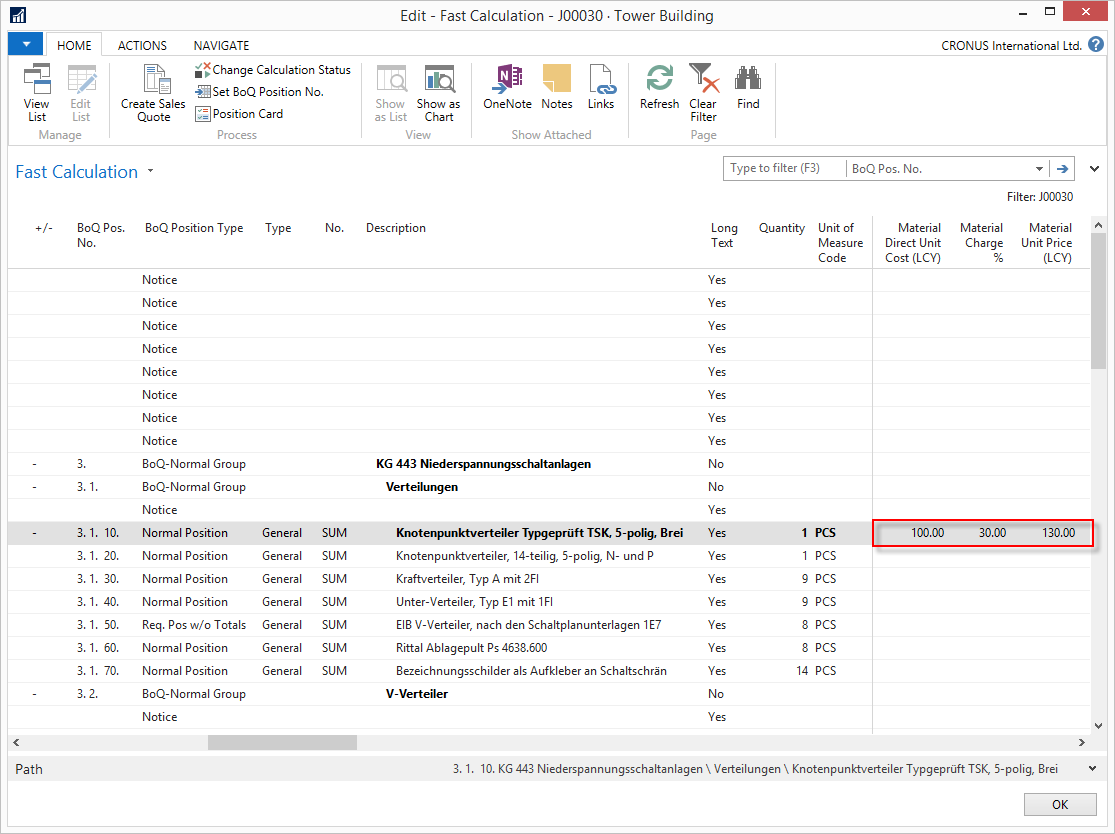 Edit - Fast Calculation - J00030 · Tower Building
HOME ACTIONS NAVIGATE CRONUS International Ltd. ?
View List
Edit List
Manage
Create Sales Quote
Change Calculation Status
Set BoQ Position No.
Position Card
Process
Show as List
Show as Chart
View
OneNote
Notes
Links
Show Attached
Refresh
Clear Filter
Find
Page
Fast Calculation
Type to filter (F3) BoQ Pos. No.
Filter: J00030
+/- BoQ Pos. No. BoQ Position Type Type No. Description Long Text Quantity Unit of Measure Code Material Direct Unit Cost (LCY) Material Charge % Material Unit Price (LCY)
Notice Yes
Notice Yes
Notice Yes
Notice Yes
Notice Yes
Notice Yes
Notice Yes
Notice Yes
- 3. BoQ-Normal Group KG 443 Niederspannungsschaltanlagen No
- 3. 1. BoQ-Normal Group Verteilungen No
Notice Yes
- 3. 1. 10. Normal Position General SUM Knotenpunktverteiler Typgeprüft TSK, 5-polig, Brei Yes 1 PCS 100.00 30.00 130.00
3. 1. 20. Normal Position General SUM Knotenpunktverteiler, 14-teilig, 5-polig, N- und P Yes 1 PCS
3. 1. 30. Normal Position General SUM Kraftverteiler, Typ A mit 2FI Yes 9 PCS
3. 1. 40. Normal Position General SUM Unter-Verteiler, Typ E1 mit 1FI Yes 9 PCS
3. 1. 50. Req. Pos w/o Totals General SUM EIB V-Verteiler, nach den Schaltplanunterlagen 1E7 Yes 8 PCS
3. 1. 60. Normal Position General SUM Rittal Ablagepult Ps 4638.600 Yes 8 PCS
3. 1. 70. Normal Position General SUM Bezeichnungsschilder als Aufkleber an Schaltschrän Yes 14 PCS
- 3. 2. BoQ-Normal Group V-Verteiler No
Notice Yes
Path 3. 1. 10. KG 443 Niederspannungsschaltanlagen \ Verteilungen \ Knotenpunktverteiler Typgeprüft TSK, 5-polig, Brei
OK